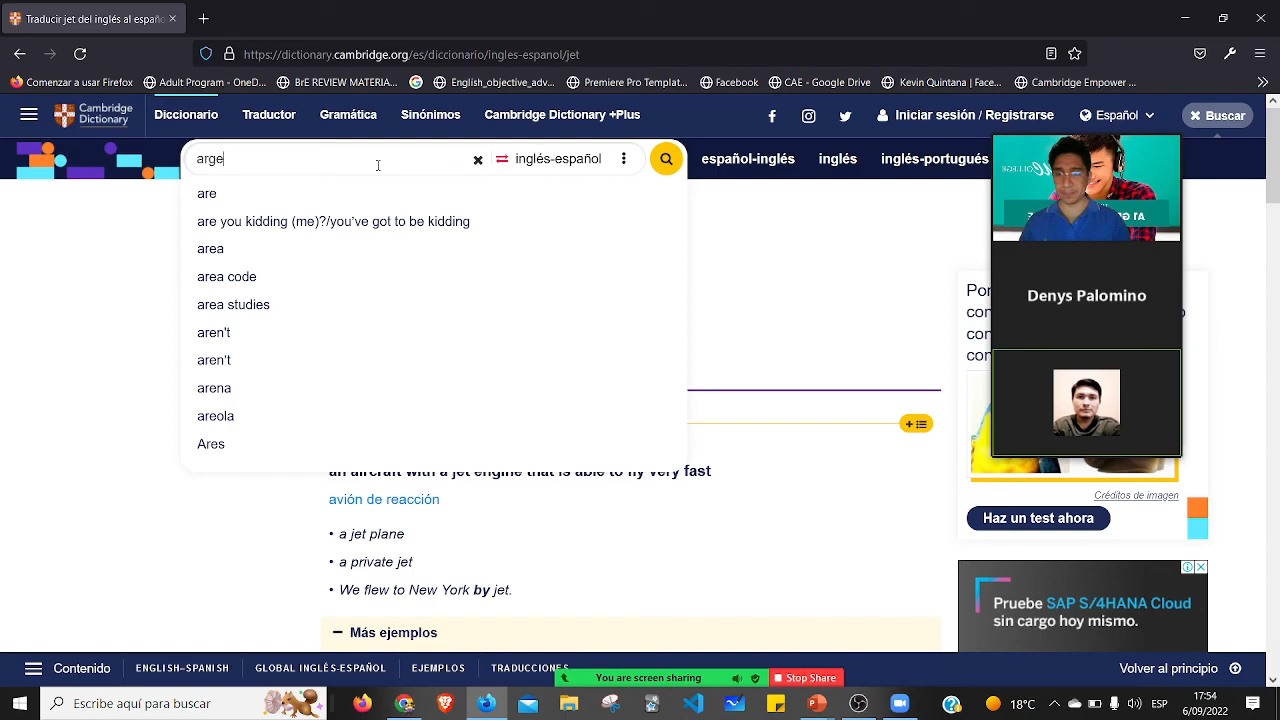 Traducir jet del inglés al español
https://dictionary.cambridge.org/es/diccionario/ingles-espanol/jet
Comenzar a usar Firefox
Adult Program - OneD...
BrE REVIEW MATERIA...
English_objective_adv...
Premiere Pro Templat...
Facebook
CAE - Google Drive
Kevin Quintana | Face...
Cambridge Empower ...
Cambridge Dictionary
Diccionario
Traductor
Gramática
Sinónimos
Cambridge Dictionary +Plus
Iniciar sesión / Registrarse
Español
Buscar
arge
inglés-español
español-inglés
inglés
inglés-portugués
are
are you kidding (me)?/you've got to be kidding
area
area code
area studies
aren't
aren't
arena
areola
Ares
COLLEGE
Denys Palomino
an aircraft with a jet engine that is able to fly very fast
avión de reacción
• a jet plane
• a private jet
• We flew to New York by jet.
Más ejemplos
Créditos de imagen
Haz un test ahora
Pruebe SAP S/4HANA Cloud
sin cargo hoy mismo.
Contenido
ENGLISH–SPANISH
GLOBAL INGLÉS-ESPAÑOL
EJEMPLOS
TRADUCCIONES
Volver al principio
You are screen sharing
Stop Share
Escribe aquí para buscar
18°C
ESP
17:54
6/09/2022